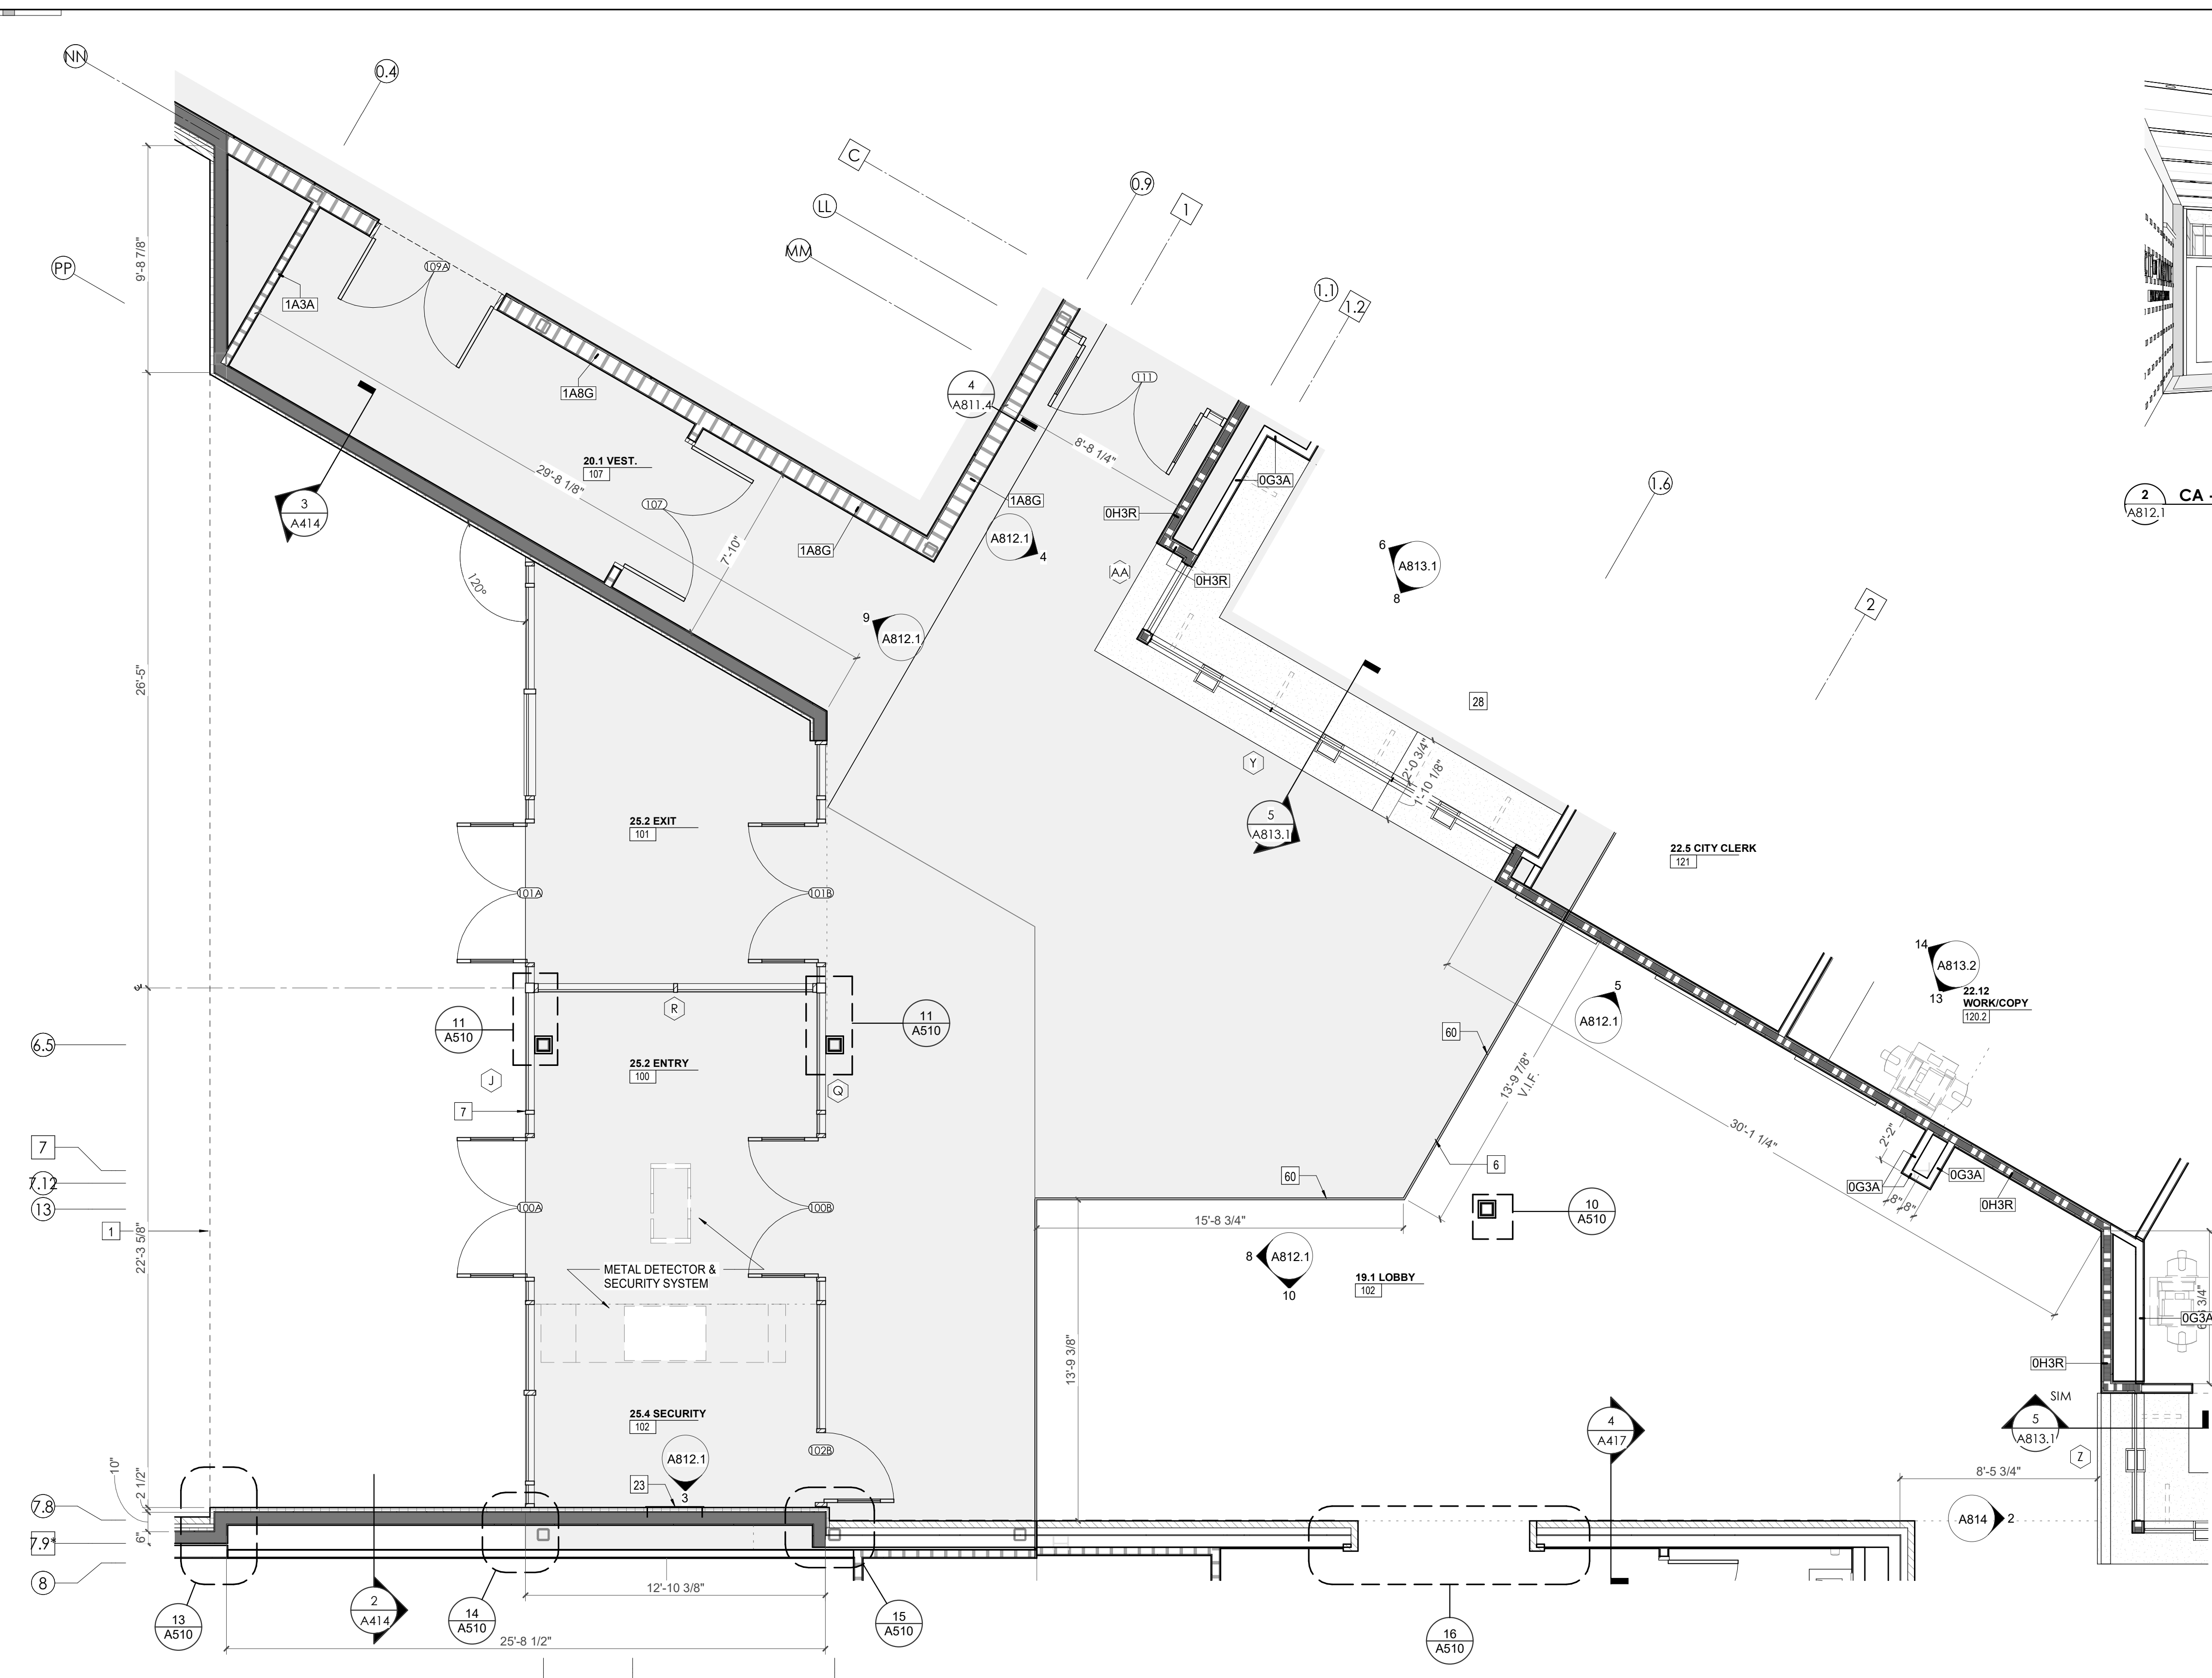 NN
0.4
C
0.9
LL
1
MM
PP
9'-8 7/8"
109A
1A3A
1.1
1.2
4
A811.4
111
1A8G
8'-8 1/4"
20.1 VEST.
107
29'-8 1/8"
0G3A
1.6
2
A812.1
CA -
3
A414
107
1A8G
0H3R
1A8G
A812.1
4
7'-10"
120°
AA
0H3R
6
A813.1
8
2
9
A812.1
26'-5"
28
2'-0 3/4"
1'-10 1/8"
Y
5
A813.1
25.2 EXIT
101
22.5 CITY CLERK
121
101A
101B
14
A813.2
13
22.12
WORK/COPY
120.2
5
A812.1
R
11
A510
11
A510
60
6.5
25.2 ENTRY
100
J
Q
13'-9 7/8"
V.I.F.
7
30'-1 1/4"
2'-2"
7
6
60
0G3A
0G3A
8"
8"
0H3R
7.12
13
100A
100B
10
A510
1
22'-3 5/8"
15'-8 3/4"
METAL DETECTOR &
SECURITY SYSTEM
8
A812.1
10
19.1 LOBBY
102
13'-9 3/8"
3/4"
0G3A
0H3R
SIM
5
A813.1
25.4 SECURITY
102
4
A417
102B
A812.1
3
23
Z
10"
2 1/2"
8'-5 3/4"
7.8
A814
2
7.9*
6"
8
12'-10 3/8"
13
A510
2
A414
14
A510
15
A510
16
A510
25'-8 1/2"